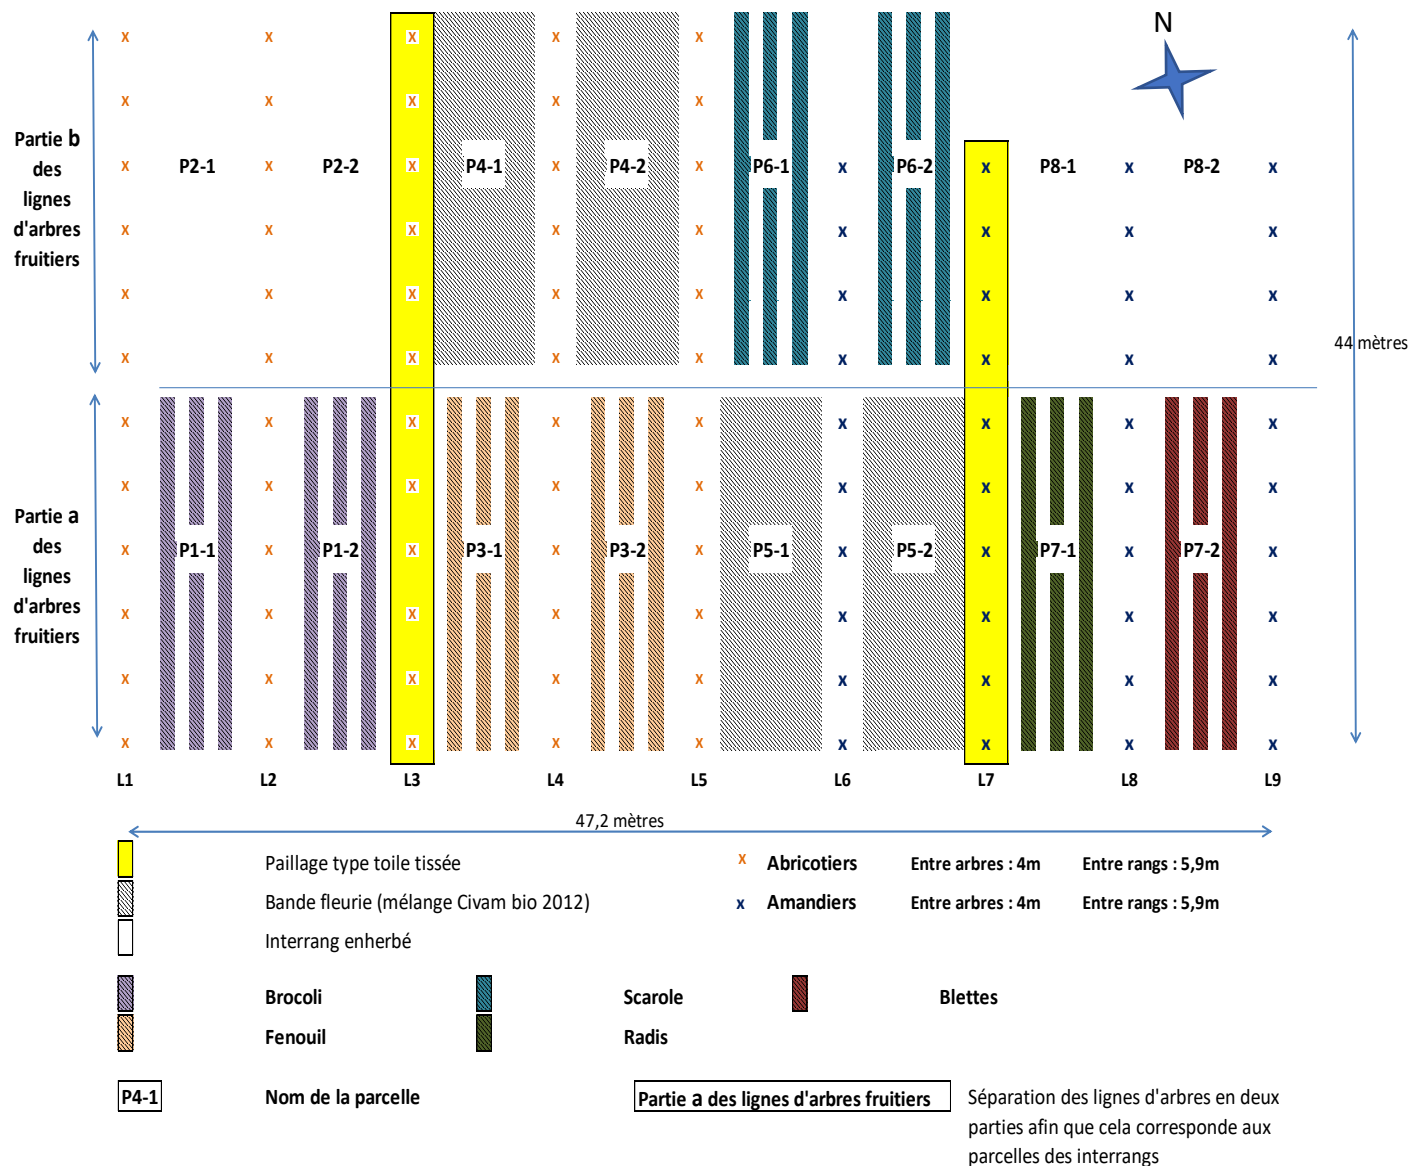 N
Partie b
des
lignes
d'arbres
fruitiers
P2-1
P2-2
P4-1
P4-2
P6-1
P6-2
P8-1
P8-2
44 mètres
Partie a
des
lignes
d'arbres
fruitiers
P1-1
P1-2
P3-1
P3-2
P5-1
P5-2
P7-1
P7-2
L1 L2 L3 L4 L5 L6 L7 L8 L9
47,2 mètres
Paillage type toile tissée
x Abricotiers Entre arbres : 4m Entre rangs : 5,9m
Bande fleurie (mélange Civam bio 2012)
x Amandiers Entre arbres : 4m Entre rangs : 5,9m
Interrang enherbé
Brocoli Scarole Blettes
Fenouil Radis
P4-1 Nom de la parcelle
Partie a des lignes d'arbres fruitiers
Séparation des lignes d'arbres en deux
parties afin que cela corresponde aux
parcelles des interrangs